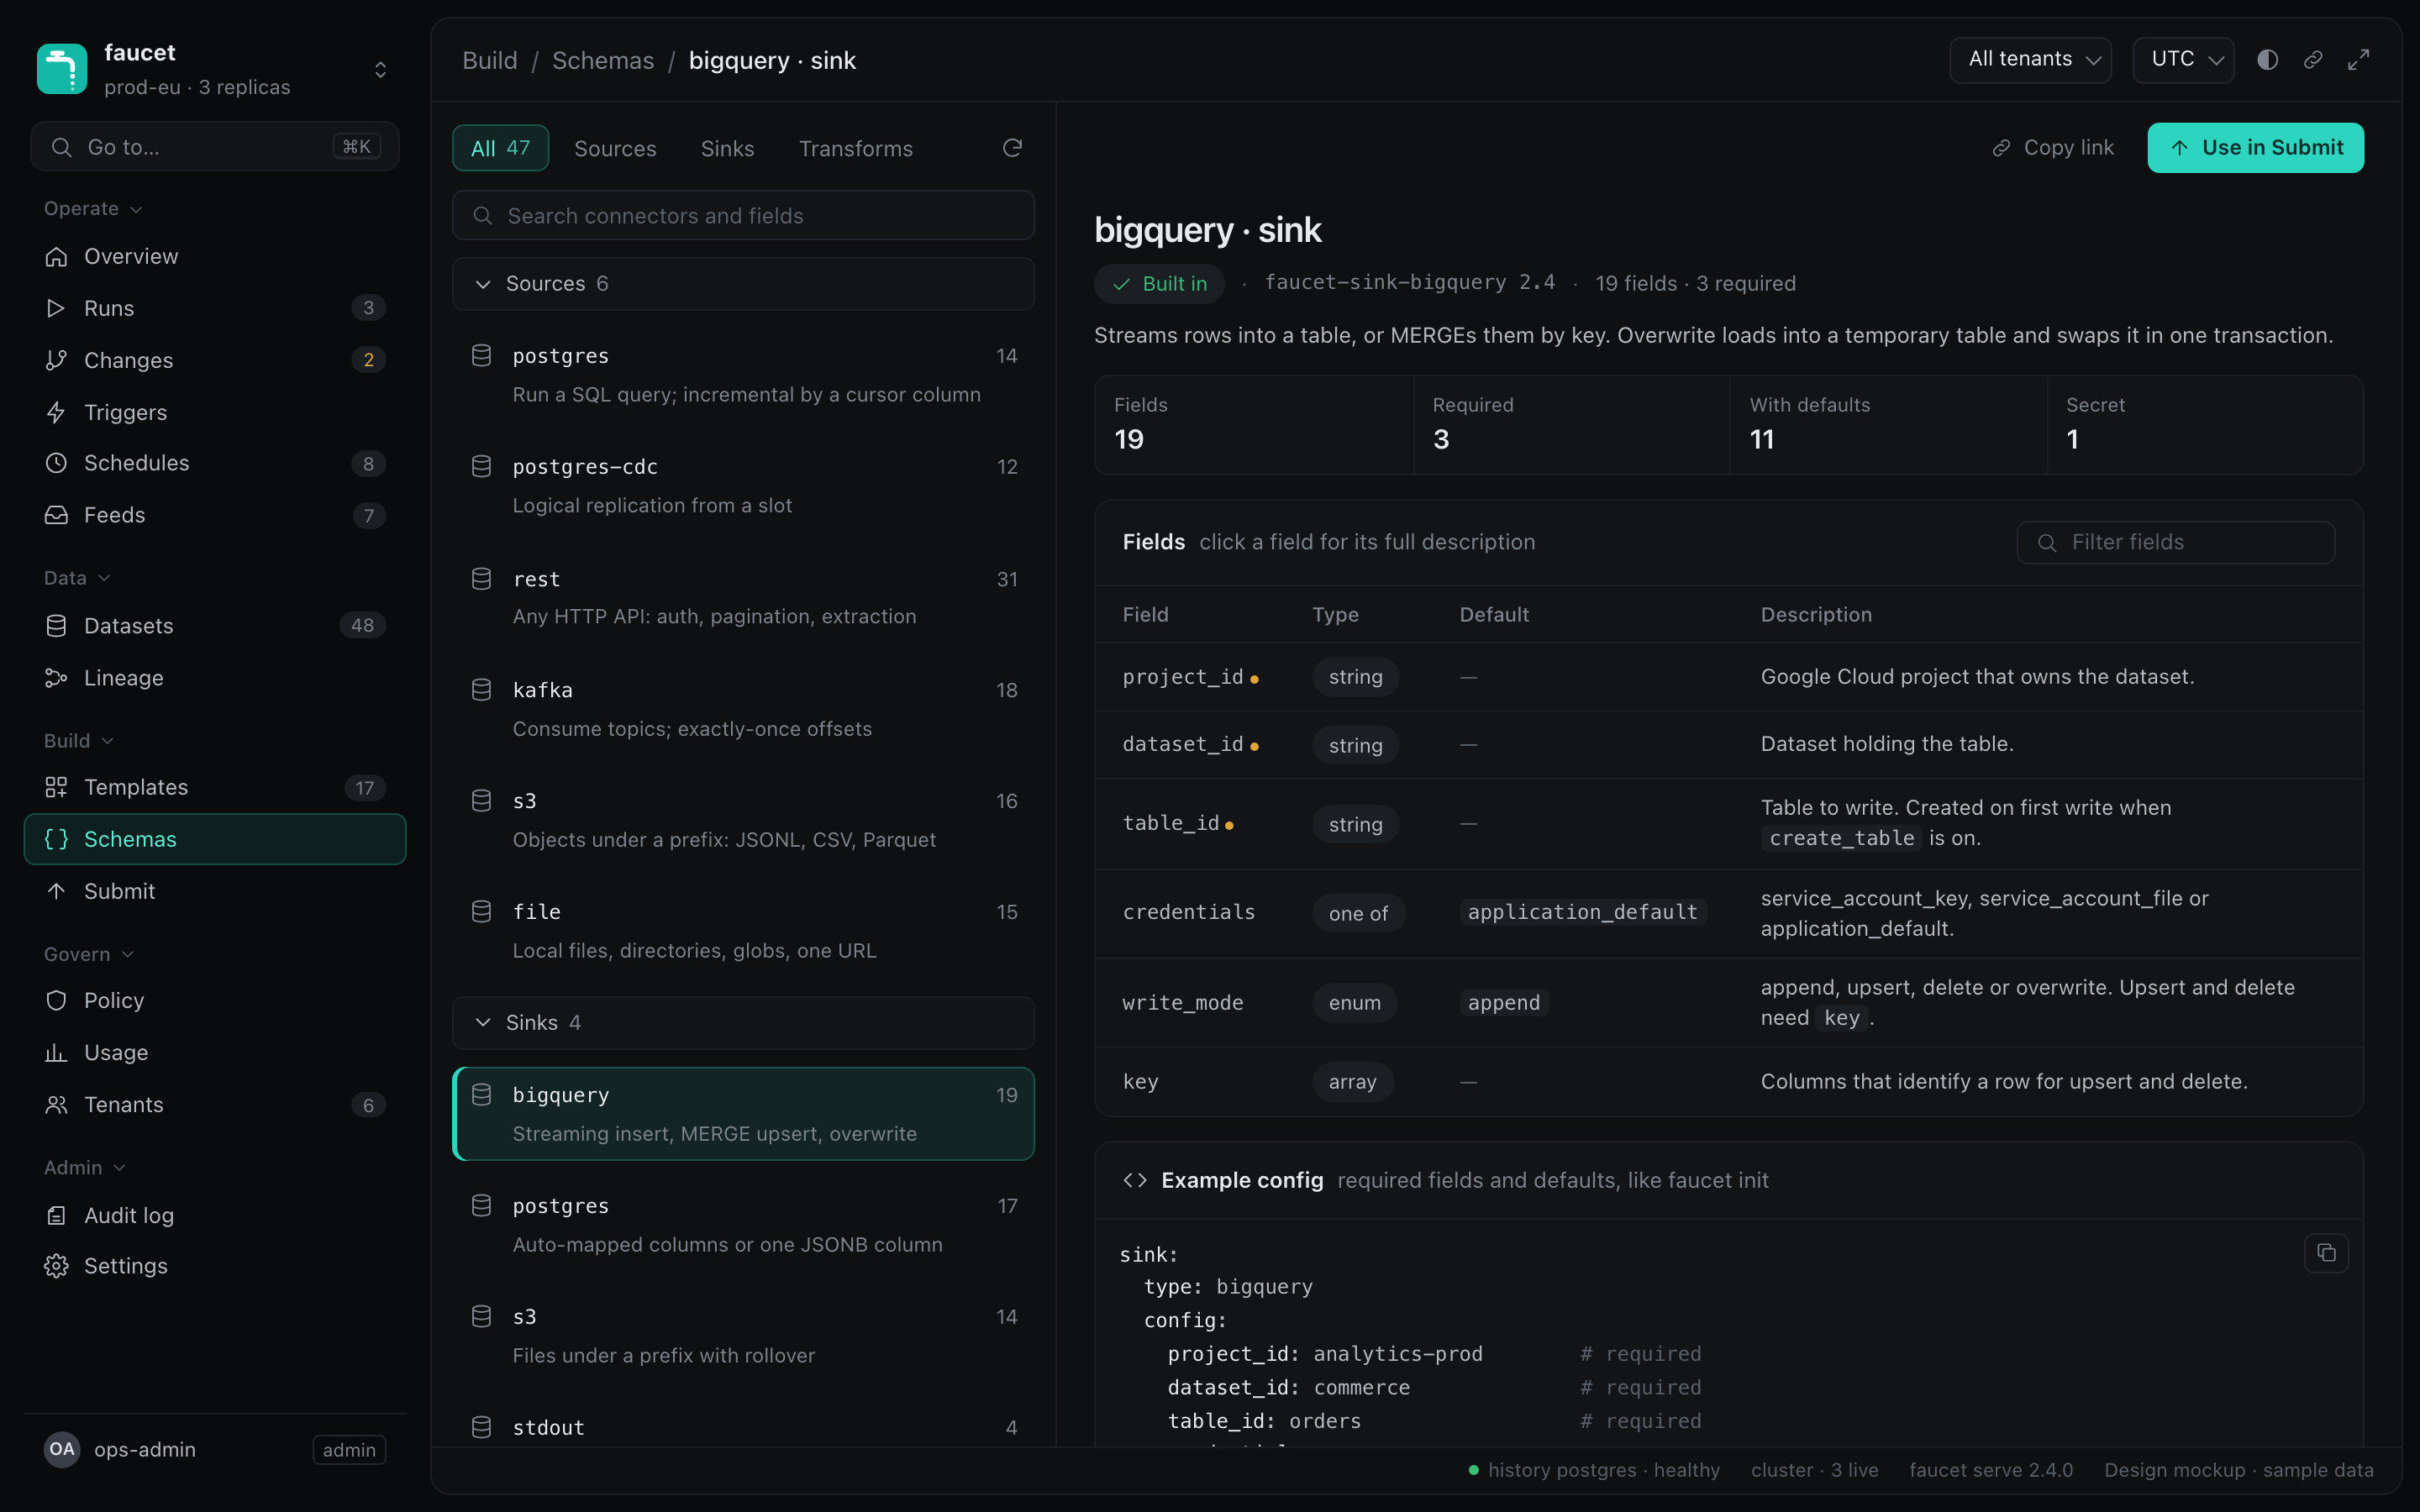 faucet
prod-eu · 3 replicas
Go to...
⌘K
Operate
Overview
Runs 3
Changes 2
Triggers
Schedules 8
Feeds 7
Data
Datasets 48
Lineage
Build
Templates 17
Schemas
Submit
Govern
Policy
Usage
Tenants 6
Admin
Audit log
Settings
OA ops-admin admin
Build / Schemas / bigquery · sink
All tenants
UTC
All 47 Sources Sinks Transforms
Search connectors and fields
Sources 6
postgres 14
Run a SQL query; incremental by a cursor column
postgres-cdc 12
Logical replication from a slot
rest 31
Any HTTP API: auth, pagination, extraction
kafka 18
Consume topics; exactly-once offsets
s3 16
Objects under a prefix: JSONL, CSV, Parquet
file 15
Local files, directories, globs, one URL
Sinks 4
bigquery 19
Streaming insert, MERGE upsert, overwrite
postgres 17
Auto-mapped columns or one JSONB column
s3 14
Files under a prefix with rollover
stdout 4
Copy link
Use in Submit
bigquery · sink
Built in · faucet-sink-bigquery 2.4 · 19 fields · 3 required
Streams rows into a table, or MERGEs them by key. Overwrite loads into a temporary table and swaps it in one transaction.
Fields Required With defaults Secret
19 3 11 1
Fields click a field for its full description
Filter fields
Field Type Default Description
project_id string — Google Cloud project that owns the dataset.
dataset_id string — Dataset holding the table.
table_id string — Table to write. Created on first write when
create_table is on.
credentials one of application_default service_account_key, service_account_file or
application_default.
write_mode enum append append, upsert, delete or overwrite. Upsert and delete
need key.
key array — Columns that identify a row for upsert and delete.
Example config required fields and defaults, like faucet init
sink:
type: bigquery
config:
project_id: analytics-prod # required
dataset_id: commerce # required
table_id: orders # required
history postgres · healthy cluster · 3 live faucet serve 2.4.0 Design mockup · sample data